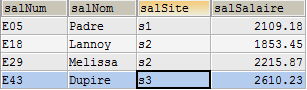 salNum salNom salSite salSalaire
E05 Padre s1 2109.18
E18 Lannoy s2 1853.45
E29 Melissa s2 2215.87
E43 Dupire s3 2610.23